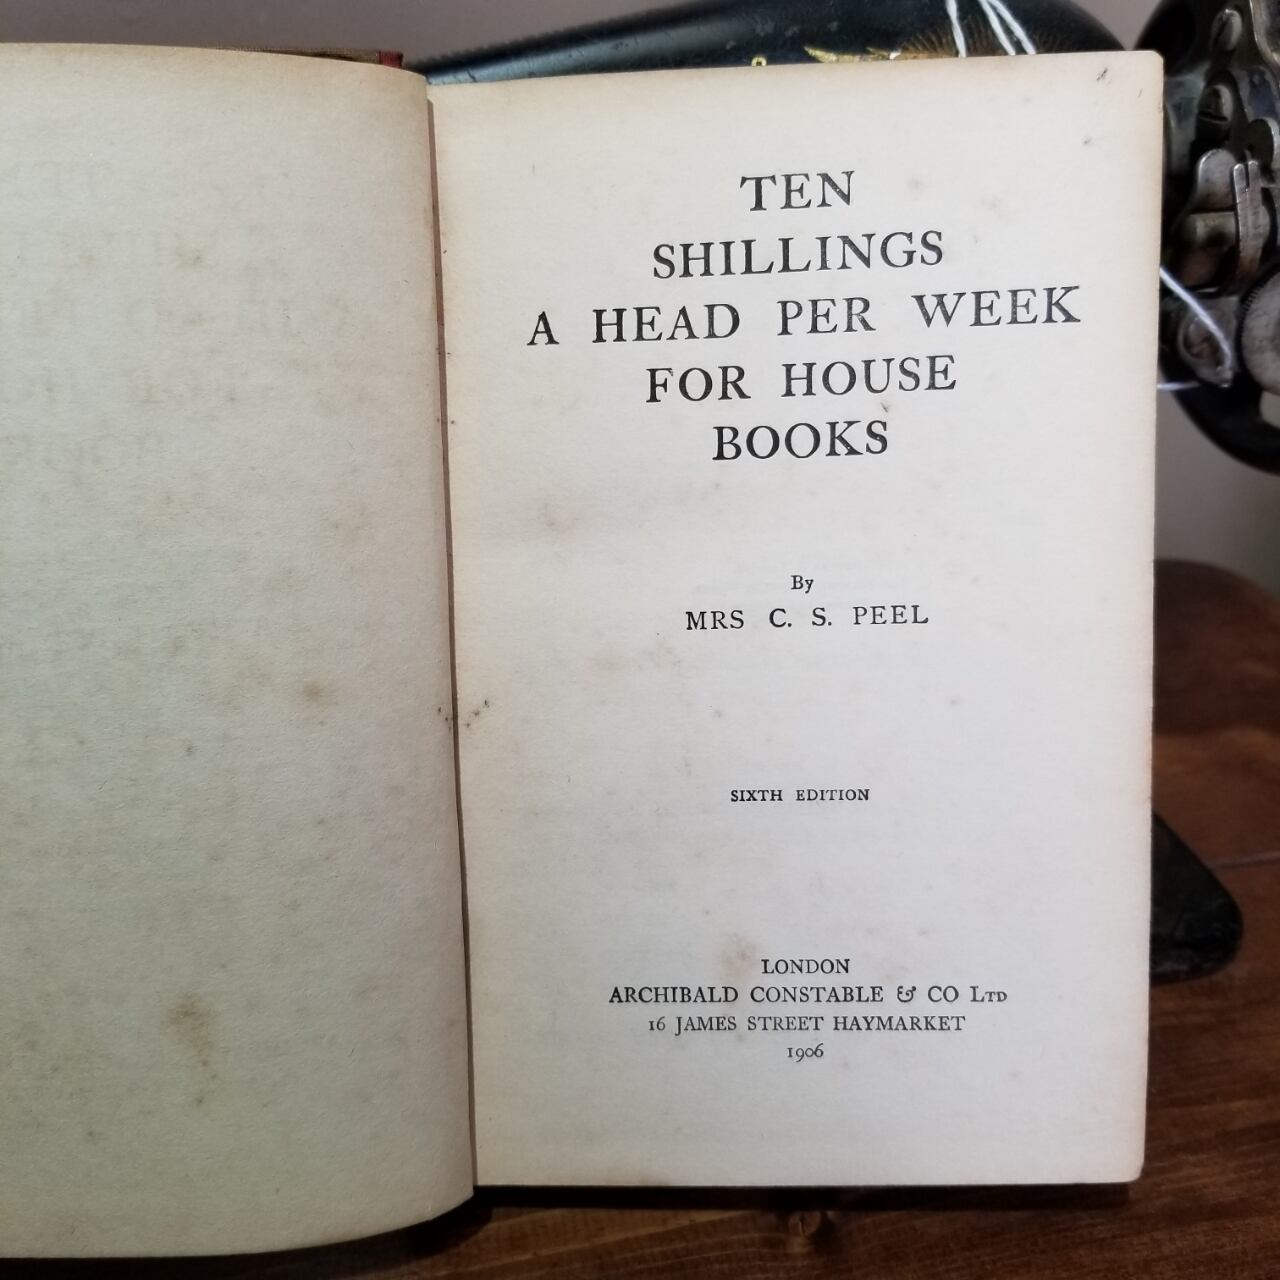 TEN
SHILLINGS
A HEAD PER WEEK
FOR HOUSE
BOOKS
By
MRS C. S. PEEL
SIXTH EDITION
LONDON
ARCHIBALD CONSTABLE & CO LTD
16 JAMES STREET HAYMARKET
1906